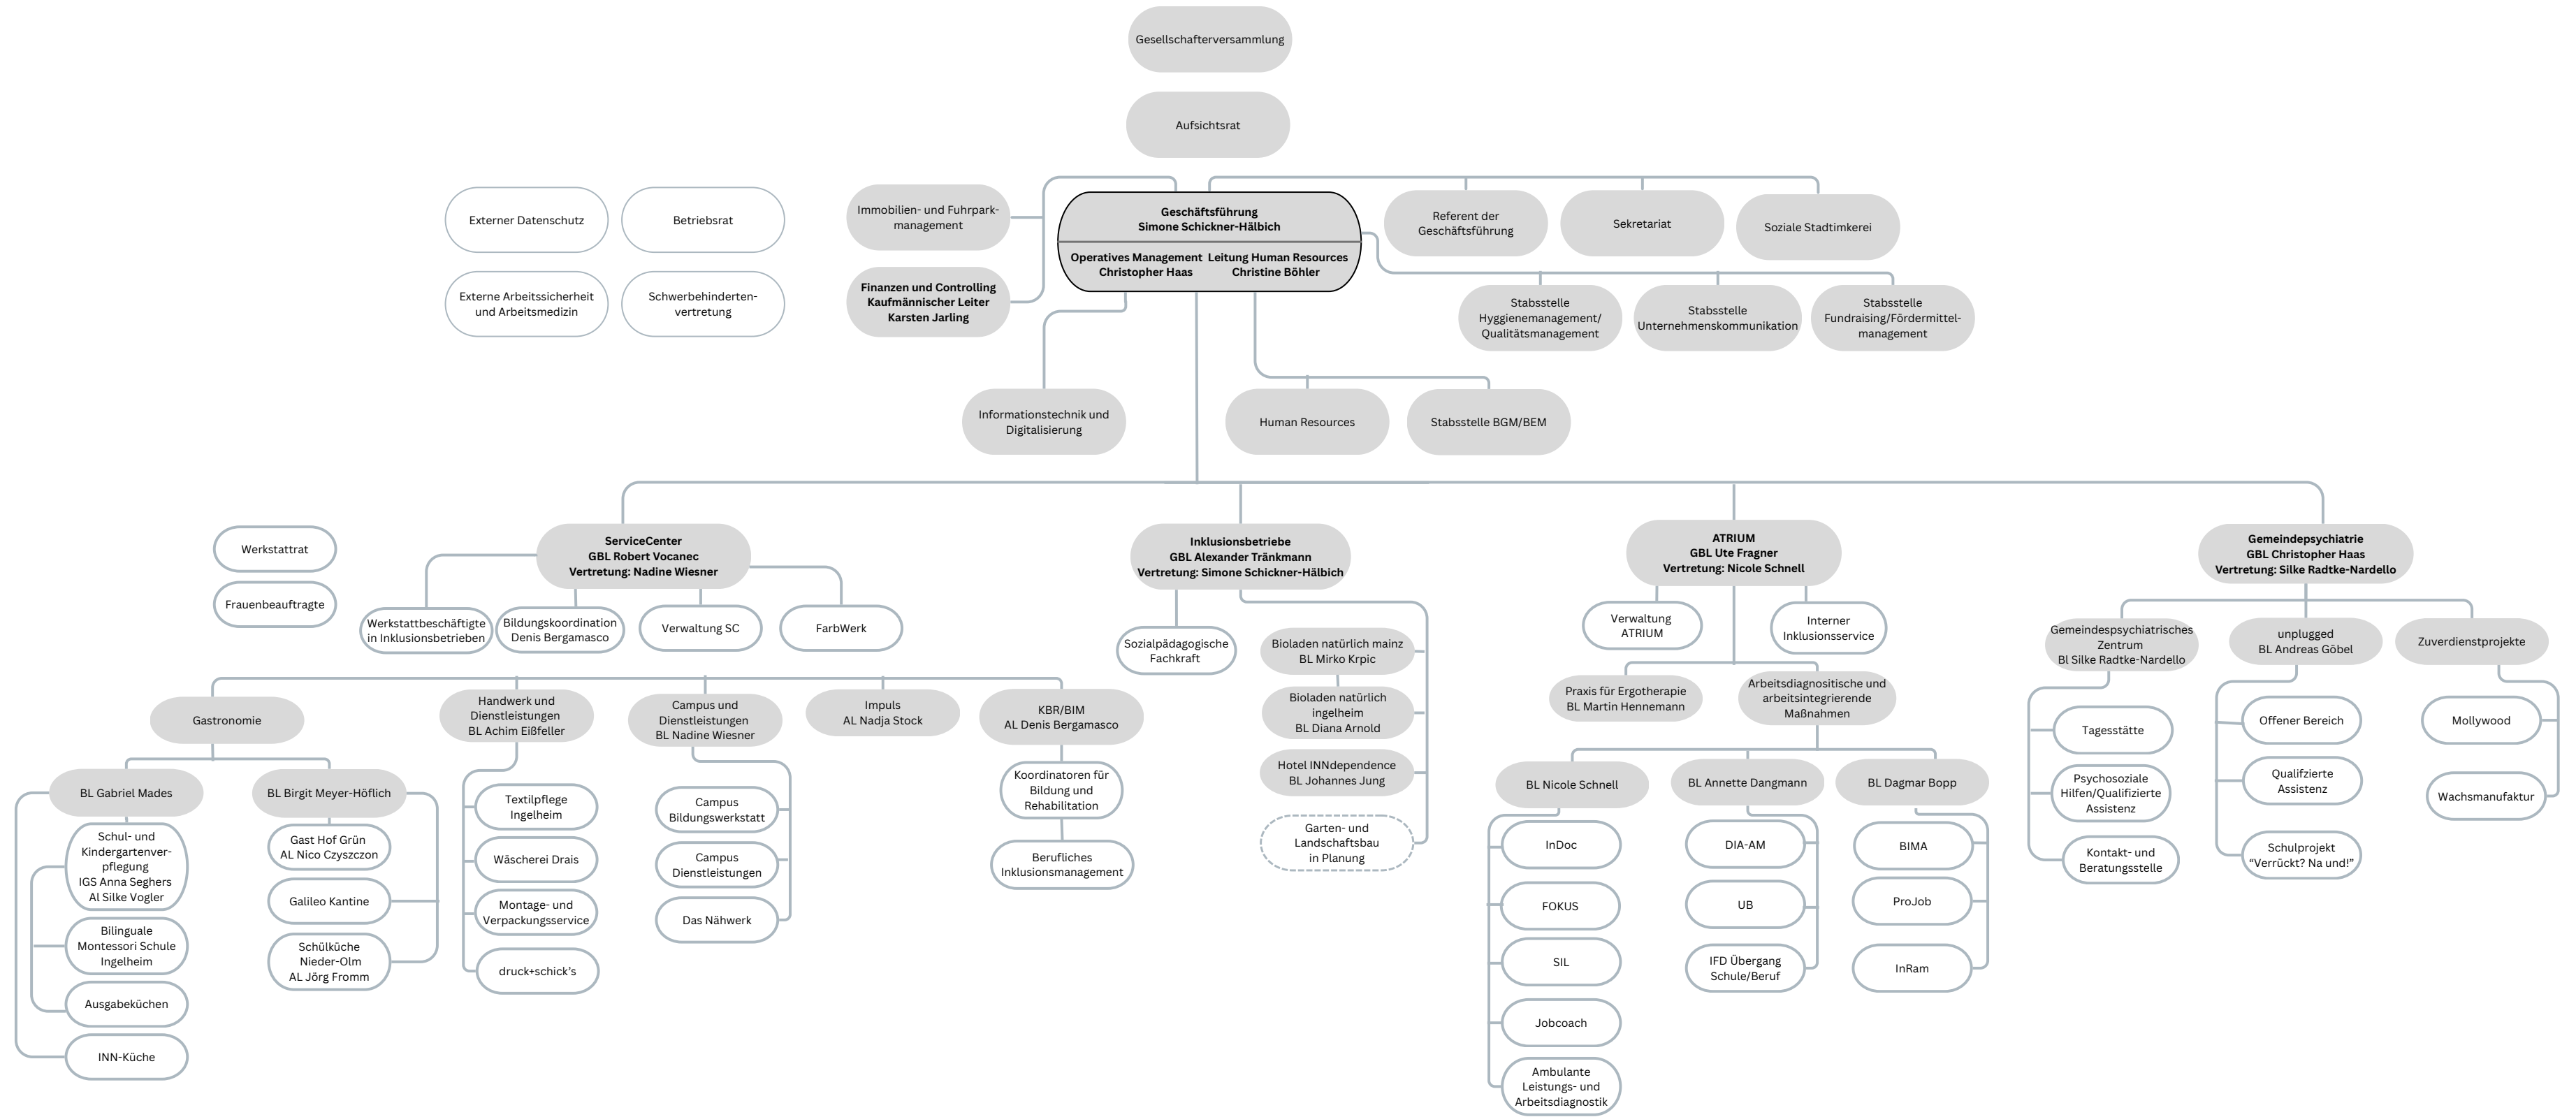 Gesellschafterversammlung
Aufsichtsrat
Externer Datenschutz
Betriebsrat
Externe Arbeitssicherheit
und Arbeitsmedizin
Schwerbehinderten-
vertretung
Immobilien- und Fuhrpark-
management
Finanzen und Controlling
Kaufmännischer Leiter
Karsten Jarling
Geschäftsführung
Simone Schickner-Hälbich
Operatives Management
Christopher Haas
Leitung Human Resources
Christine Böhler
Referent der
Geschäftsführung
Sekretariat
Soziale Stadtimkerei
Stabsstelle
Hyggienemanagement/
Qualitätsmanagement
Stabsstelle
Unternehmenskommunikation
Stabsstelle
Fundraising/Fördermittel-
management
Informationstechnik und
Digitalisierung
Human Resources
Stabsstelle BGM/BEM
Werkstattrat
Frauenbeauftragte
ServiceCenter
GBL Robert Vocanec
Vertretung: Nadine Wiesner
Werkstattbeschäftigte
in Inklusionsbetrieben
Bildungskoordination
Denis Bergamasco
Verwaltung SC
FarbWerk
Gastronomie
BL Gabriel Mades
Schul- und
Kindergartenver-
pflegung
IGS Anna Seghers
Al Silke Vogler
Bilinguale
Montessori Schule
Ingelheim
Ausgabeküchen
INN-Küche
BL Birgit Meyer-Höflich
Gast Hof Grün
AL Nico Czyszczon
Galileo Kantine
Schülküche
Nieder-Olm
AL Jörg Fromm
Handwerk und
Dienstleistungen
BL Achim Eißfeller
Textilpflege
Ingelheim
Wäscherei Drais
Montage- und
Verpackungsservice
druck+schick's
Campus und
Dienstleistungen
BL Nadine Wiesner
Campus
Bildungswerkstatt
Campus
Dienstleistungen
Das Nähwerk
Impuls
AL Nadja Stock
KBR/BIM
AL Denis Bergamasco
Koordinatoren für
Bildung und
Rehabilitation
Berufliches
Inklusionsmanagement
Inklusionsbetriebe
GBL Alexander Tränkmann
Vertretung: Simone Schickner-Hälbich
Sozialpädagogische
Fachkraft
Bioladen natürlich mainz
BL Mirko Krpic
Bioladen natürlich
ingelheim
BL Diana Arnold
Hotel INNdependence
BL Johannes Jung
Garten- und
Landschaftsbau
in Planung
ATRIUM
GBL Ute Fragner
Vertretung: Nicole Schnell
Verwaltung
ATRIUM
Interner
Inklusionsservice
Praxis für Ergotherapie
BL Martin Hennemann
Arbeitsdiagnositische und
arbeitsintegrierende
Maßnahmen
BL Nicole Schnell
InDoc
FOKUS
SIL
Jobcoach
Ambulante
Leistungs- und
Arbeitsdiagnostik
BL Annette Dangmann
DIA-AM
UB
IFD Übergang
Schule/Beruf
BL Dagmar Bopp
BIMA
ProJob
InRam
Gemeindepsychiatrie
GBL Christopher Haas
Vertretung: Silke Radtke-Nardello
Gemeindespsychiatrisches
Zentrum
Bl Silke Radtke-Nardello
Tagesstätte
Psychosoziale
Hilfen/Qualifizierte
Assistenz
Kontakt- und
Beratungsstelle
unplugged
BL Andreas Göbel
Offener Bereich
Qualifzierte
Assistenz
Schulprojekt
“Verrückt? Na und!”
Zuverdienstprojekte
Mollywood
Wachsmanufaktur